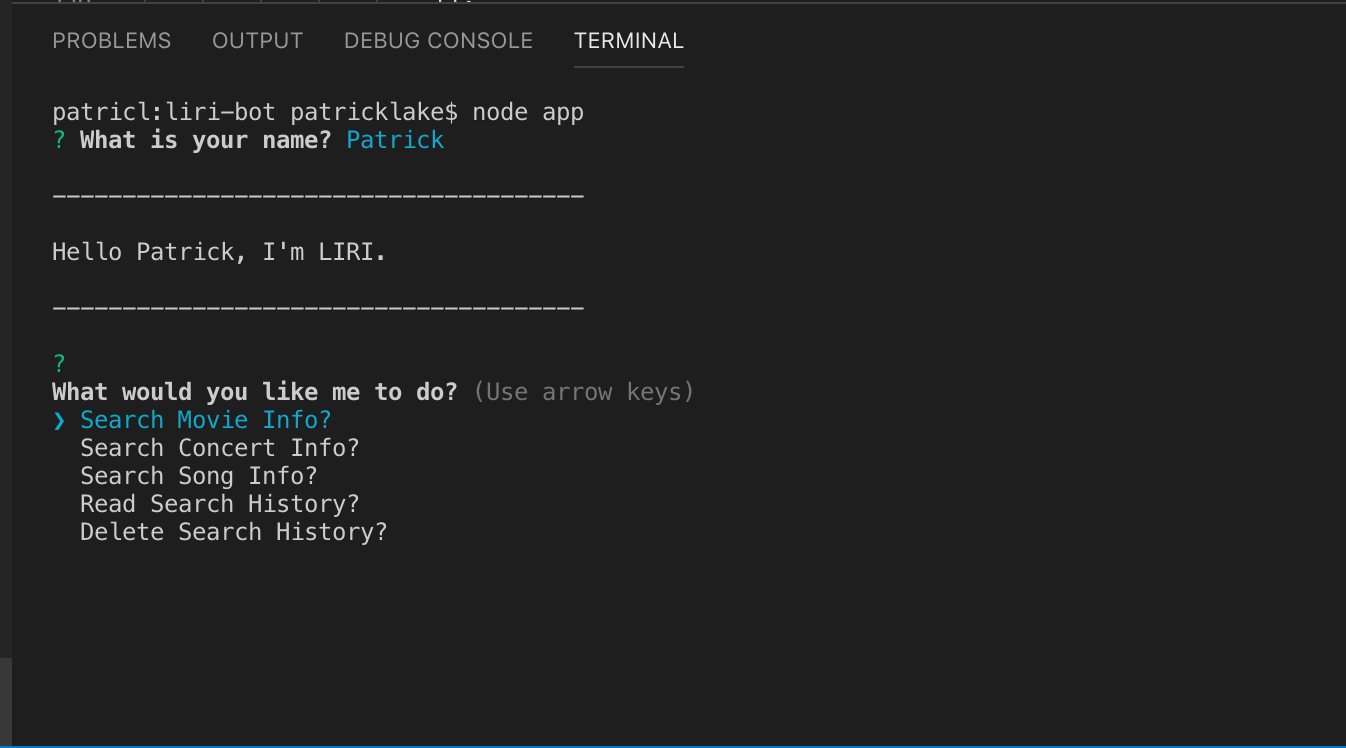 PROBLEMS OUTPUT DEBUG CONSOLE TERMINAL
patricl:liri-bot patricklake$ node app
? What is your name? Patrick
--------------------------------------
Hello Patrick, I'm LIRI.
--------------------------------------
?
What would you like me to do? (Use arrow keys)
❯ Search Movie Info?
Search Concert Info?
Search Song Info?
Read Search History?
Delete Search History?